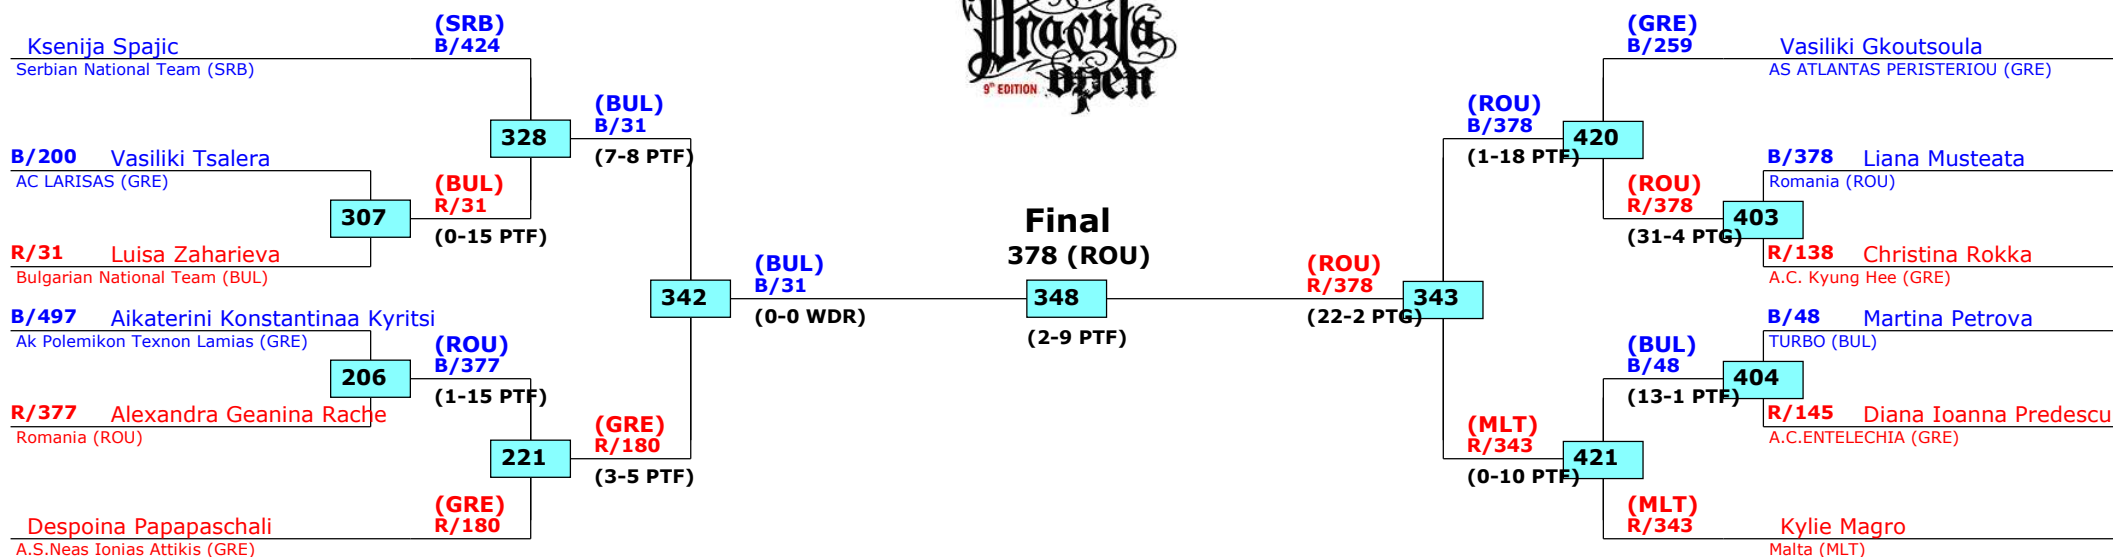 Dracula
9th EDITION open
Ksenija Spajic
Serbian National Team (SRB)
(SRB)
B/424
B/200 Vasiliki Tsalera
AC LARISAS (GRE)
R/31 Luisa Zaharieva
Bulgarian National Team (BUL)
307
(BUL)
R/31
(0-15 PTF)
328
(BUL)
B/31
(7-8 PTF)
B/497 Aikaterini Konstantinaa Kyritsi
Ak Polemikon Texnon Lamias (GRE)
R/377 Alexandra Geanina Rache
Romania (ROU)
206
(ROU)
B/377
(1-15 PTF)
221
(GRE)
R/180
(3-5 PTF)
Despoina Papapaschali
A.S.Neas Ionias Attikis (GRE)
(GRE)
R/180
342
(BUL)
B/31
(0-0 WDR)
Final
378 (ROU)
348
(2-9 PTF)
(ROU)
R/378
(22-2 PTG)
343
(ROU)
B/378
(1-18 PTF)
420
(GRE)
B/259
Vasiliki Gkoutsoula
AS ATLANTAS PERISTERIOU (GRE)
(ROU)
R/378
(31-4 PTG)
403
B/378 Liana Musteata
Romania (ROU)
R/138 Christina Rokka
A.C. Kyung Hee (GRE)
(MLT)
R/343
(0-10 PTF)
421
(BUL)
B/48
(13-1 PTF)
404
B/48 Martina Petrova
TURBO (BUL)
R/145 Diana Ioanna Predescu
A.C.ENTELECHIA (GRE)
(MLT)
R/343
Kylie Magro
Malta (MLT)